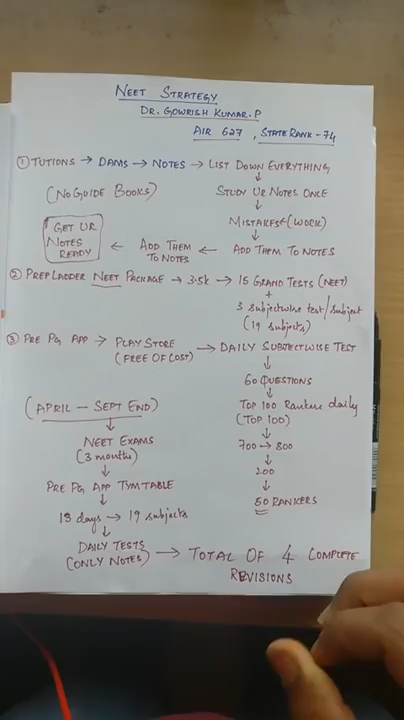 NEET STRATEGY
DR. GOWRISH KUMAR.P
AIR 627, STATE RANK - 74
① TUTIONS → DAMS → NOTES → LIST DOWN EVERYTHING
↓
(NO GUIDE BOOKS) STUDY UR NOTES ONCE
↓
MISTAKES ← (WORK)
↓
GET UR NOTES READY ← ADD THEM TO NOTES ← ADD THEM TO NOTES
② PREPLADDER NEET PACKAGE → 3.5k → 15 GRAND TESTS (NEET)
+
3 subjectwise test/subject
(19 subjects)
③ PRE PG APP → PLAY STORE (FREE OF COST) → DAILY SUBJECTWISE TEST
↓
60 QUESTIONS
↓
TOP 100 Rankers daily
(TOP 100)
↓
700 → 800
↓
200
↓
50 RANKERS
(APRIL - SEPT END)
↓
NEET EXAMS
(3 months)
↓
PRE PG APP TYMTABLE
↓
18 days → 19 subjects
↓
DAILY TESTS
(ONLY NOTES) → TOTAL OF 4 COMPLETE
REVISIONS